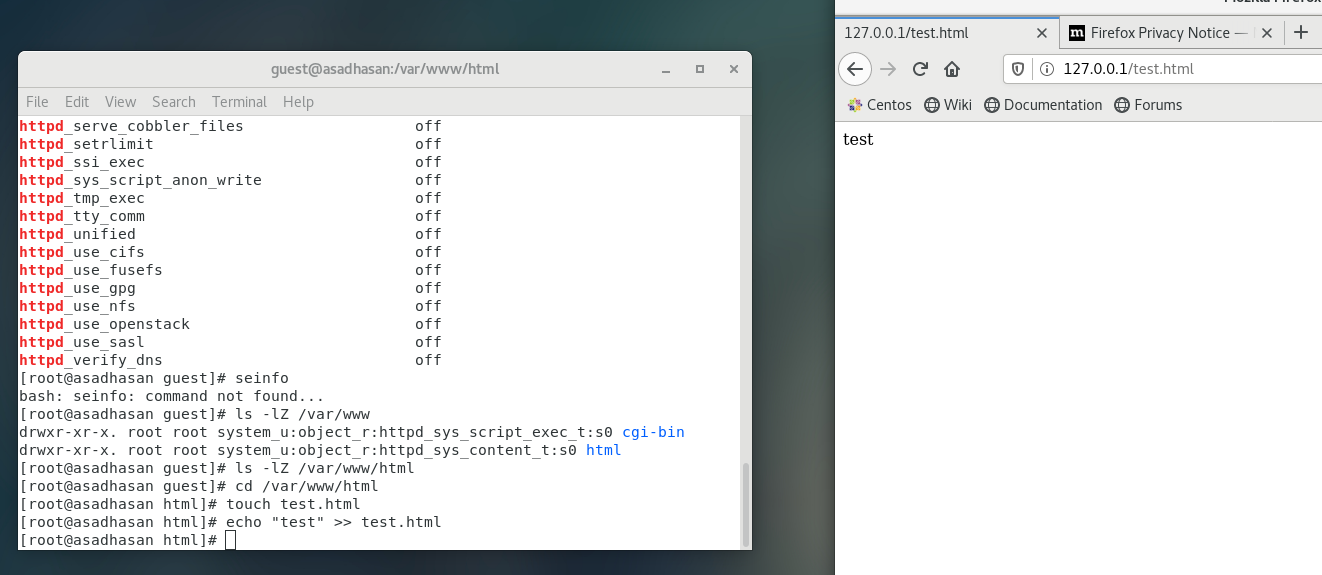 guest@asadhasan:/var/www/html
File Edit View Search Terminal Help
httpd_serve_cobbler_files off
httpd_setrlimit off
httpd_ssi_exec off
httpd_sys_script_anon_write off
httpd_tmp_exec off
httpd_tty_comm off
httpd_unified off
httpd_use_cifs off
httpd_use_fusefs off
httpd_use_gpg off
httpd_use_nfs off
httpd_use_openstack off
httpd_use_sasl off
httpd_verify_dns off
[root@asadhasan guest]# seinfo
bash: seinfo: command not found...
[root@asadhasan guest]# ls -lZ /var/www
drwxr-xr-x. root root system_u:object_r:httpd_sys_script_exec_t:s0 cgi-bin
drwxr-xr-x. root root system_u:object_r:httpd_sys_content_t:s0 html
[root@asadhasan guest]# ls -lZ /var/www/html
[root@asadhasan guest]# cd /var/www/html
[root@asadhasan html]# touch test.html
[root@asadhasan html]# echo "test" >> test.html
[root@asadhasan html]#
127.0.0.1/test.html
m Firefox Privacy Notice —
127.0.0.1/test.html
Centos Wiki Documentation Forums
test